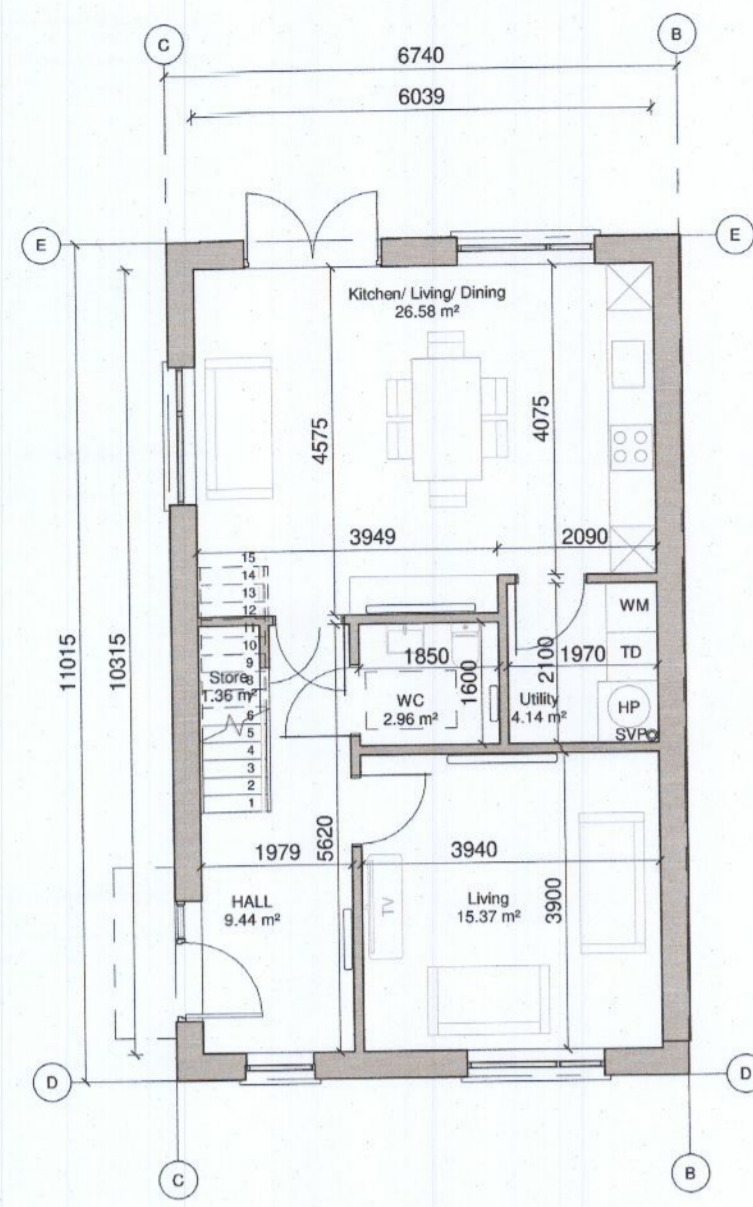 C
B
6740
6039
E
E
Kitchen/ Living/ Dining
26.58 m²
4575
4075
3949
2090
15
14
13
12
11
10
9
8
6
5
4
3
2
1
Store
1.36 m²
11015
10315
1850
1600
WC
2.96 m²
2100
1970
Utility
4.14 m²
WM
TD
HP
SVP
5620
1979
3940
3900
HALL
9.44 m²
TV
Living
15.37 m²
D
D
C
B